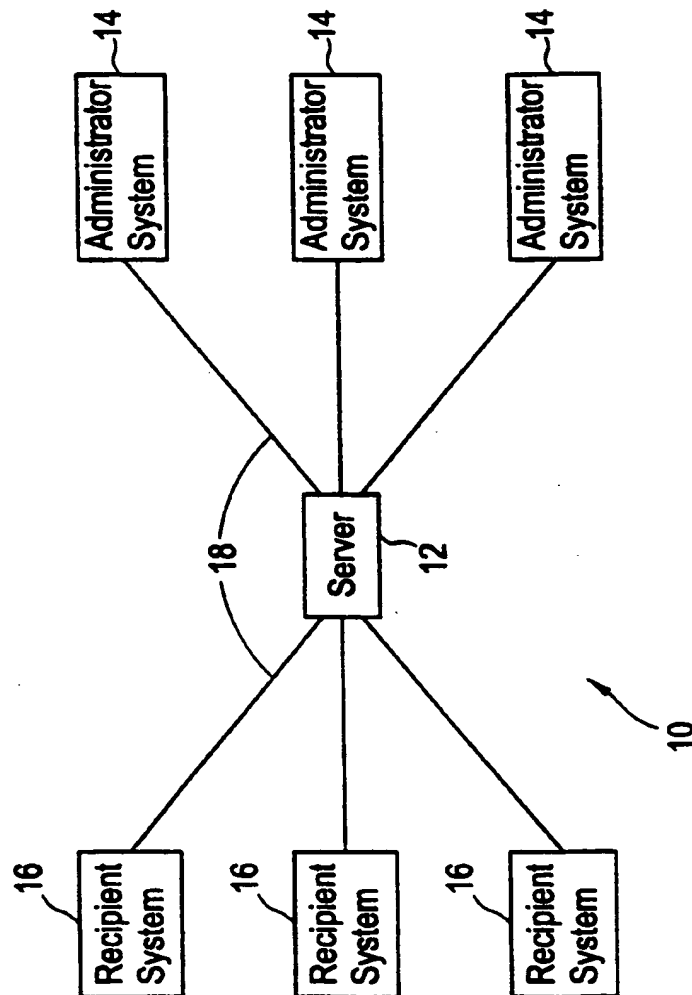 16
Recipient
System
16
Recipient
System
16
Recipient
System
18
Server
12
10
14
Administrator
System
14
Administrator
System
14
Administrator
System